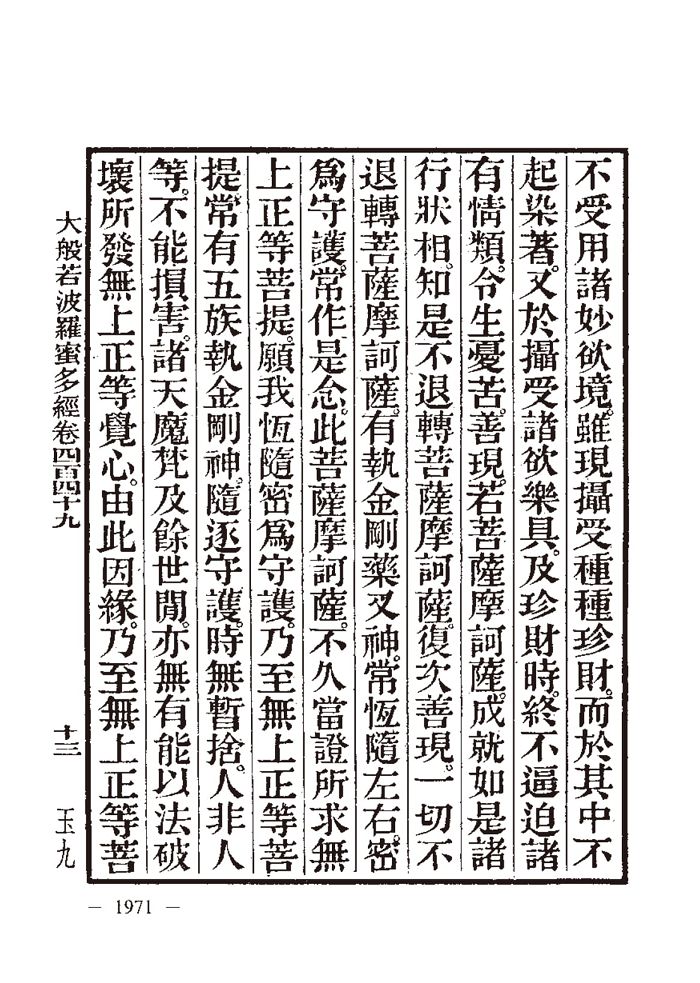 不受用諸妙欲境。雖現攝受種種珍財。而於其中不
起染著。又於攝受諸欲樂具。及珍財時。終不逼迫諸
有情類。令生憂苦。善現。若菩薩摩訶薩。成就如是諸
行狀相。知是不退轉菩薩摩訶薩。復次善現。一切不
退轉菩薩摩訶薩。有執金剛藥叉神。常恆隨左右。密
爲守護。常作是念。此菩薩摩訶薩。不久當證所求無
上正等菩提。願我恆隨密爲守護。乃至無上正等菩
提。常有五族執金剛神。隨逐守護。時無暫捨。人非人
等。不能損害。諸天魔梵及餘世閒。亦無有能以法破
壞所發無上正等覺心。由此因緣。乃至無上正等菩
大般若波羅蜜多經卷四百四十九 十三 玉九
— 1971 —